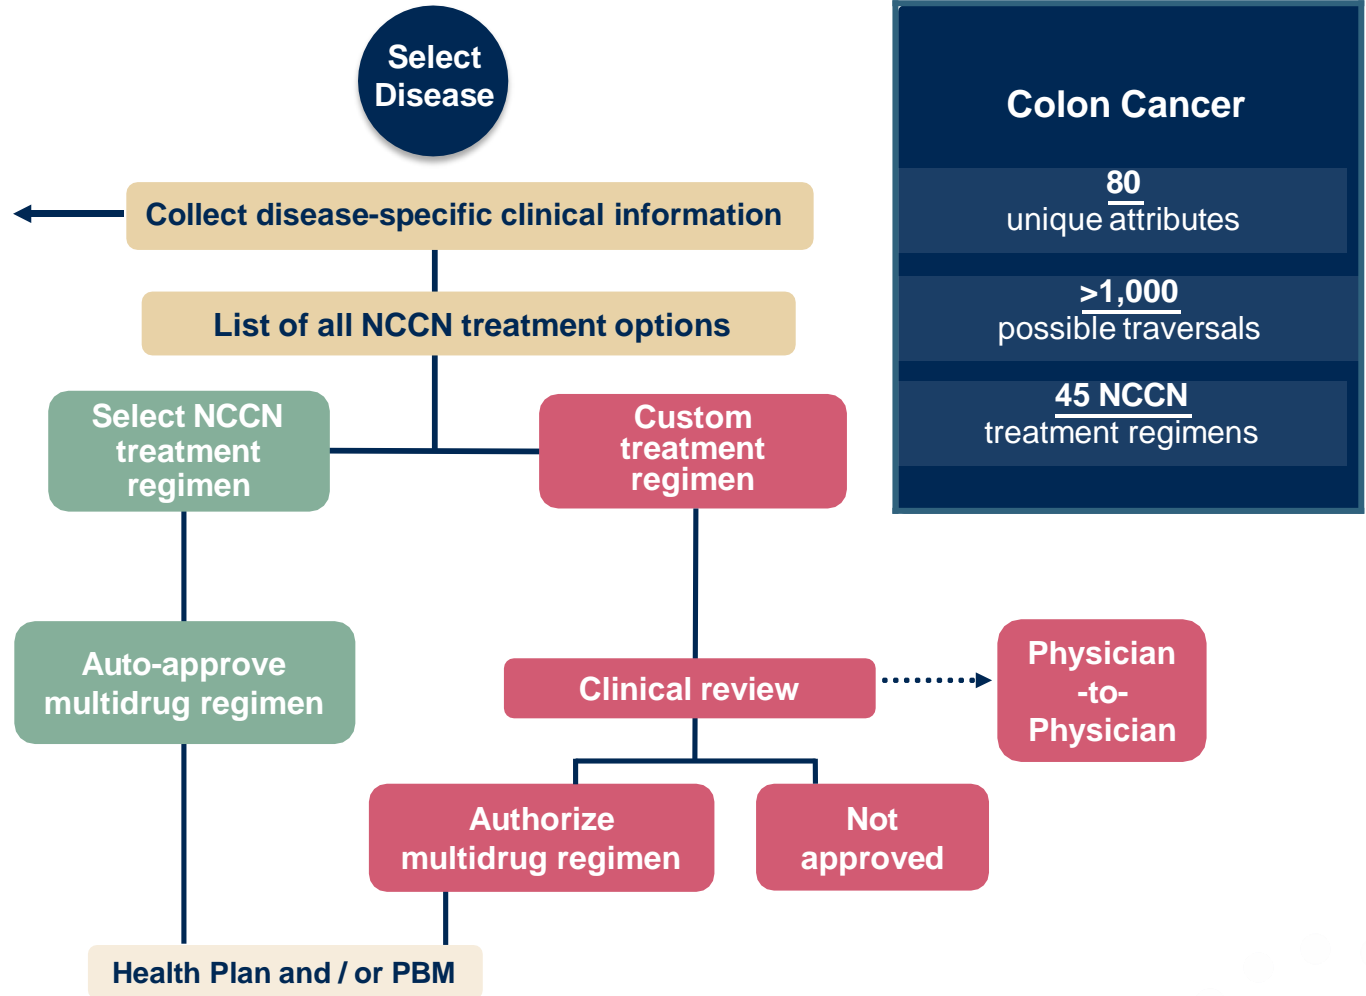 Select
Disease
Collect disease-specific clinical information
List of all NCCN treatment options
Select NCCN
treatment
regimen
Custom
treatment
regimen
Auto-approve
multidrug regimen
Clinical review
Physician
-to-
Physician
Authorize
multidrug regimen
Not
approved
Health Plan and / or PBM
Colon Cancer
80
unique attributes
>1,000
possible traversals
45 NCCN
treatment regimens